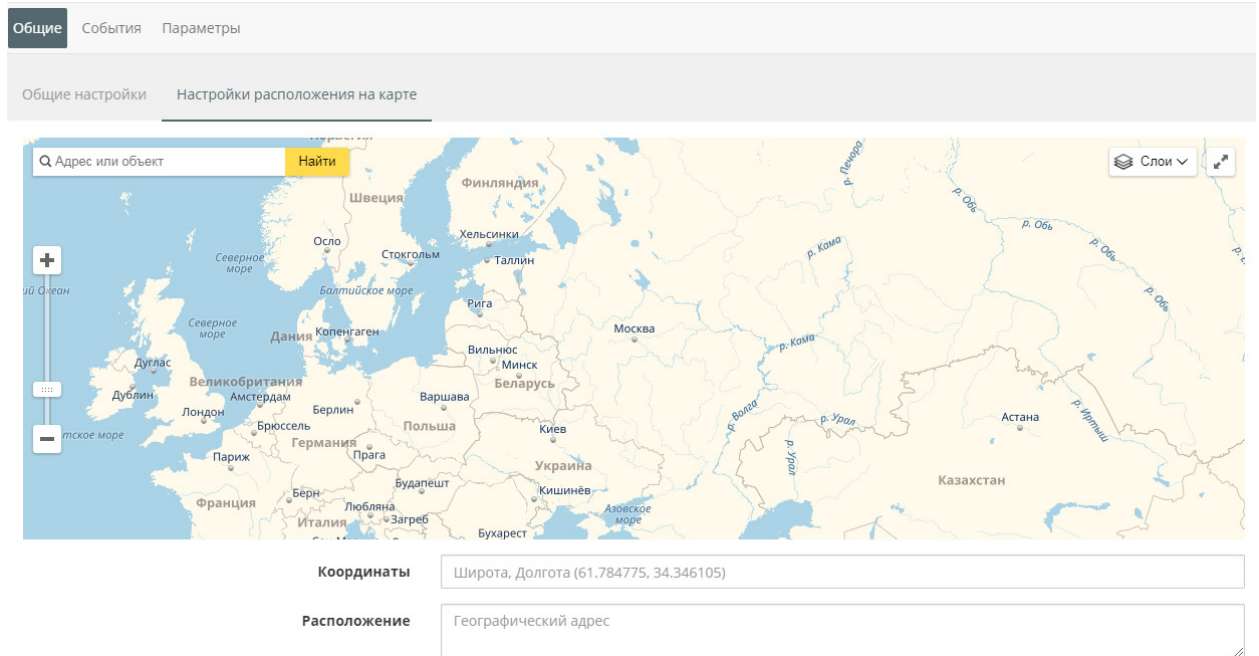 Общие События Параметры
Общие настройки Настройки расположения на карте
Адрес или объект Найти
Слои
Финляндия
Швеция
р. Печора
р. Обь
р. Обь
р. Обь
р. Обь
Осло
Хельсинки
Стокгольм
Таллин
р. Кама
Северное
море
Балтийское море
Рига
Северное
море
Дания
Копенгаген
Москва
р. Кама
Вильнюс
Минск
Беларусь
Дуглас
Дублин
Великобритания
Амстердам
Лондон
Берлин
Варшава
Брюссель
Польша
Киев
р. Волга
р. Урал
Астана
р. Иртыш
Германия
Прага
Париж
Украина
р. Урал
Казахстан
Будапешт
Кишинёв
Берн
Франция
Любляна
Загреб
Италия
Азовское
море
Бухарест
Координаты Широта, Долгота (61.784775, 34.346105)
Расположение Географический адрес